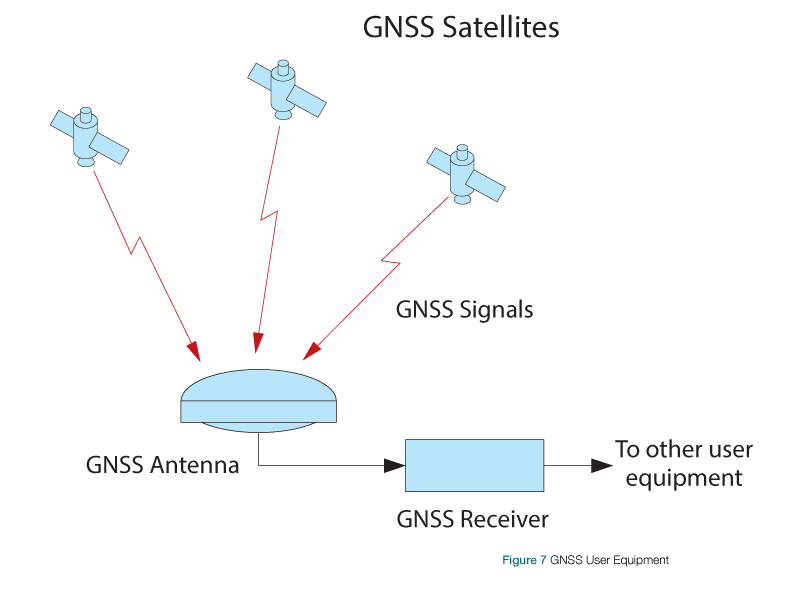 GNSS Satellites
GNSS Signals
GNSS Antenna
To other user
equipment
GNSS Receiver
Figure 7 GNSS User Equipment